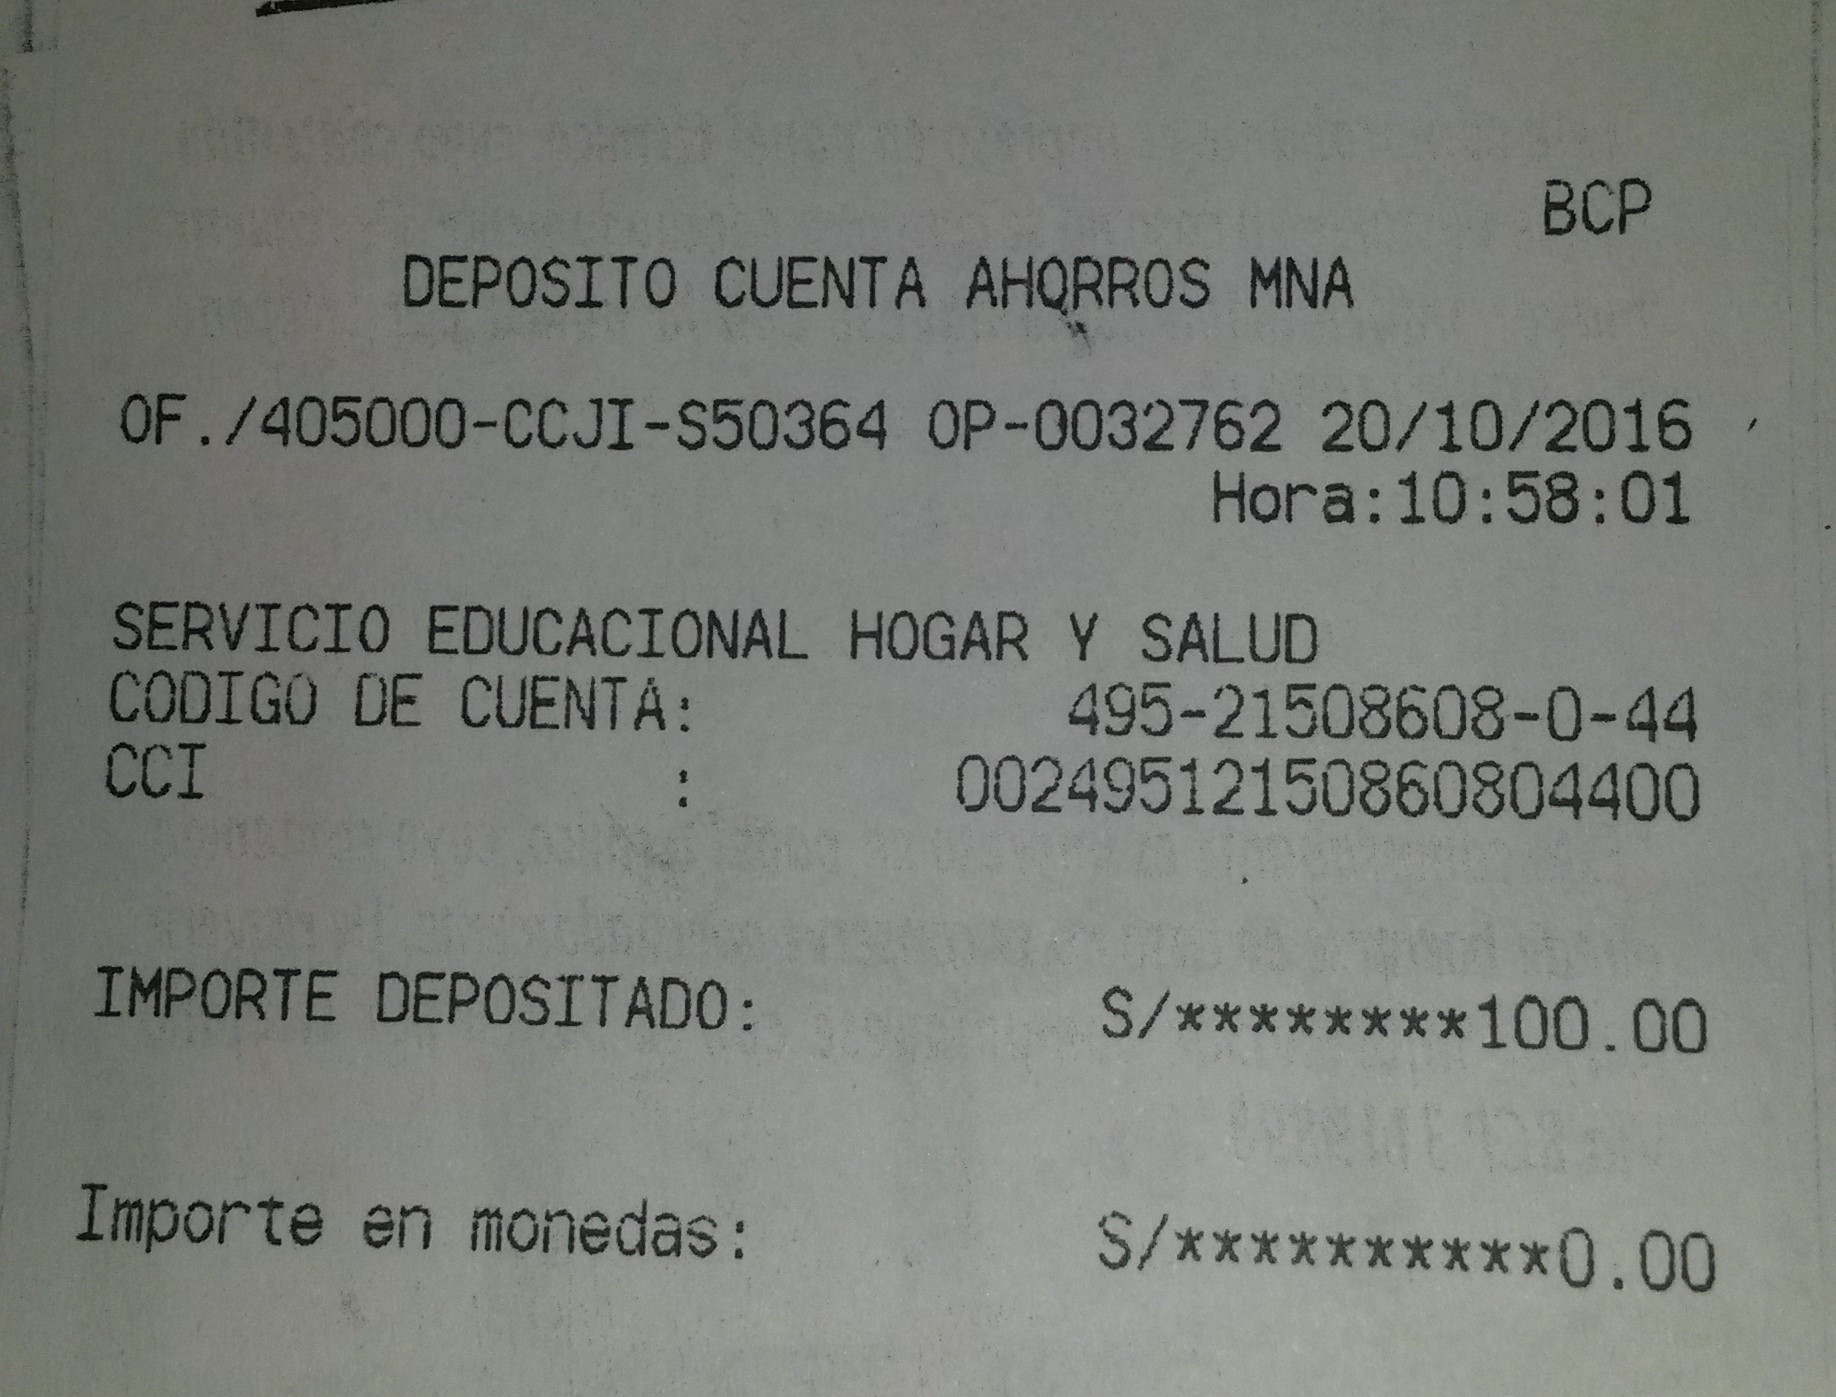 BCP
DEPOSITO CUENTA AHORROS MNA
OF./405000-CCJI-S50364 OP-0032762 20/10/2016
Hora:10:58:01
SERVICIO EDUCACIONAL HOGAR Y SALUD
CODIGO DE CUENTA: 495-21508608-0-44
CCI : 00249512150860804400
IMPORTE DEPOSITADO: S/********100.00
Importe en monedas: S/**********0.00